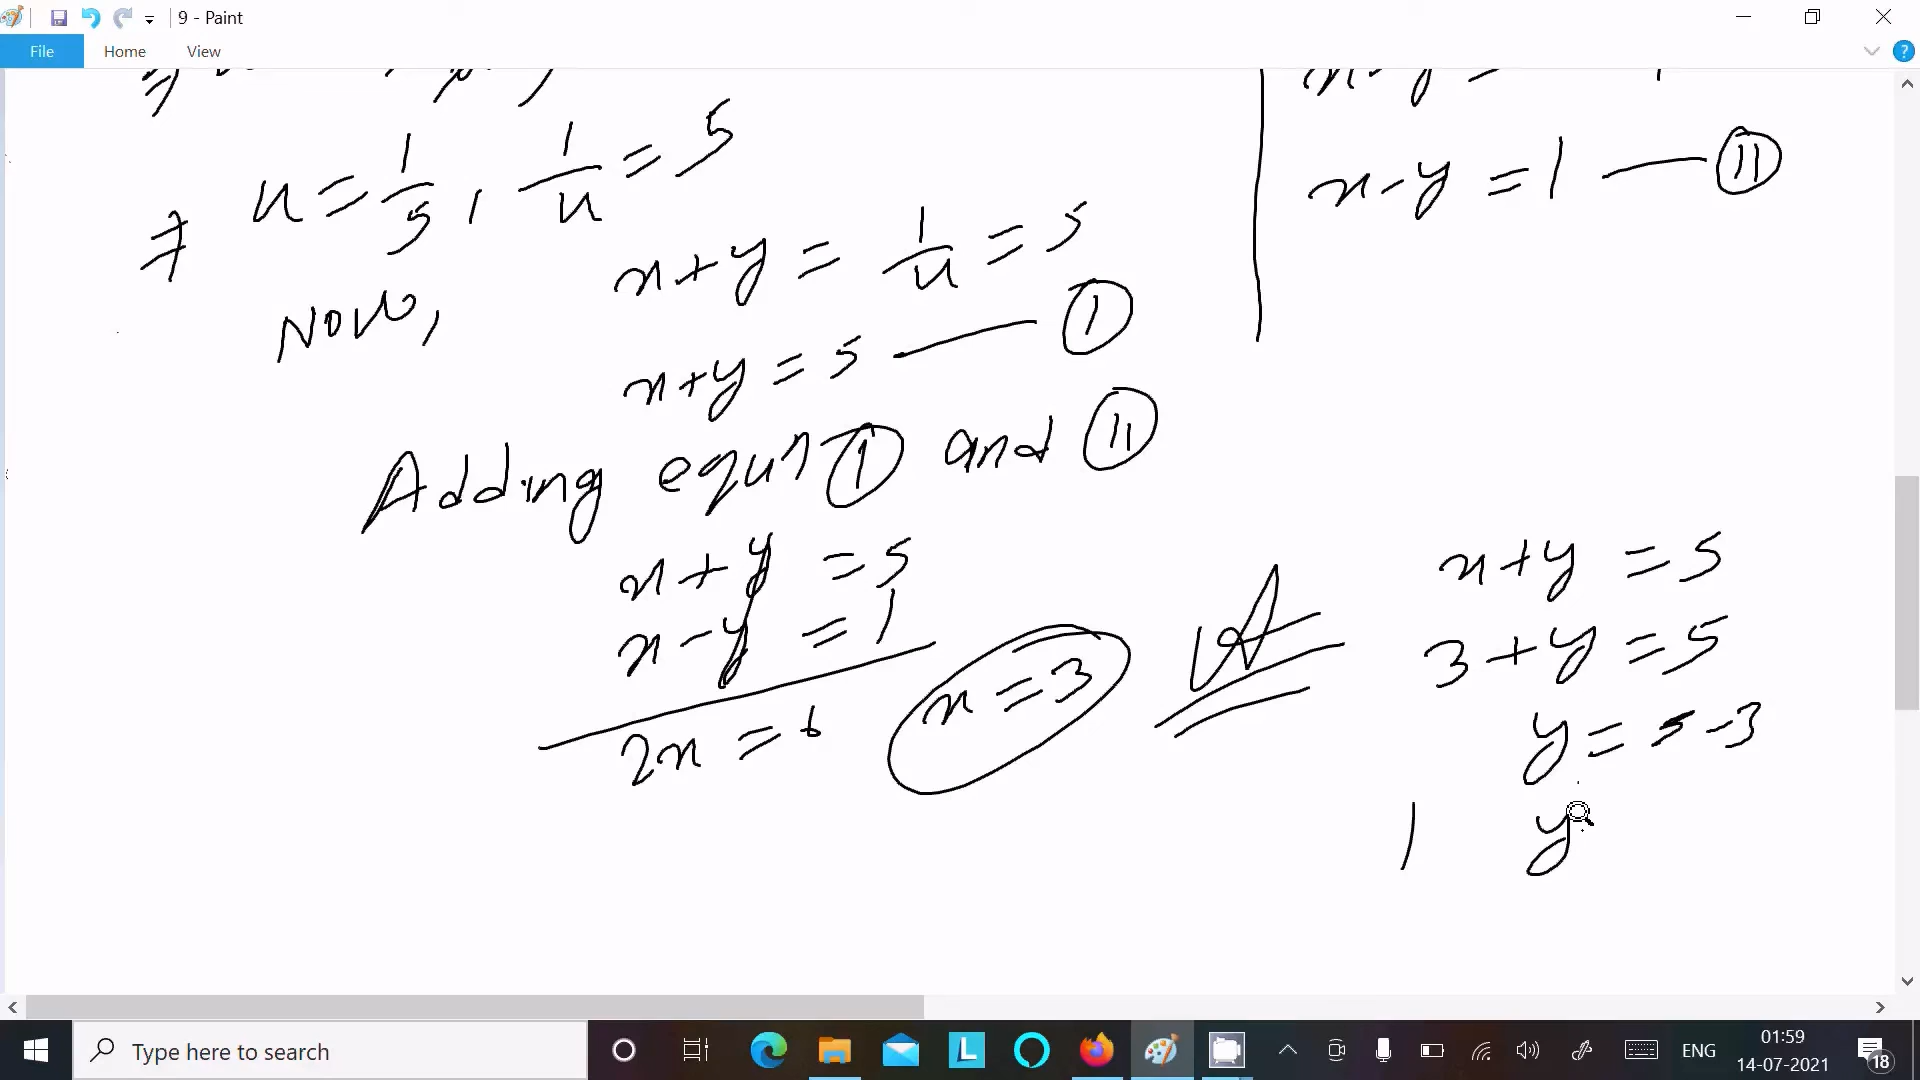 9 - Paint
File Home View
x - y = 1 —— II
⇒ u = 1/5, 1/u = 5
Now, x + y = 1/u = 5
x + y = 5 —— I
Adding equn I and II
x + y = 5
x - y = 1
2x = 6 x = 3
x + y = 5
3 + y = 5
y = 5 - 3
y
Type here to search
ENG
01:59
14-07-2021
18